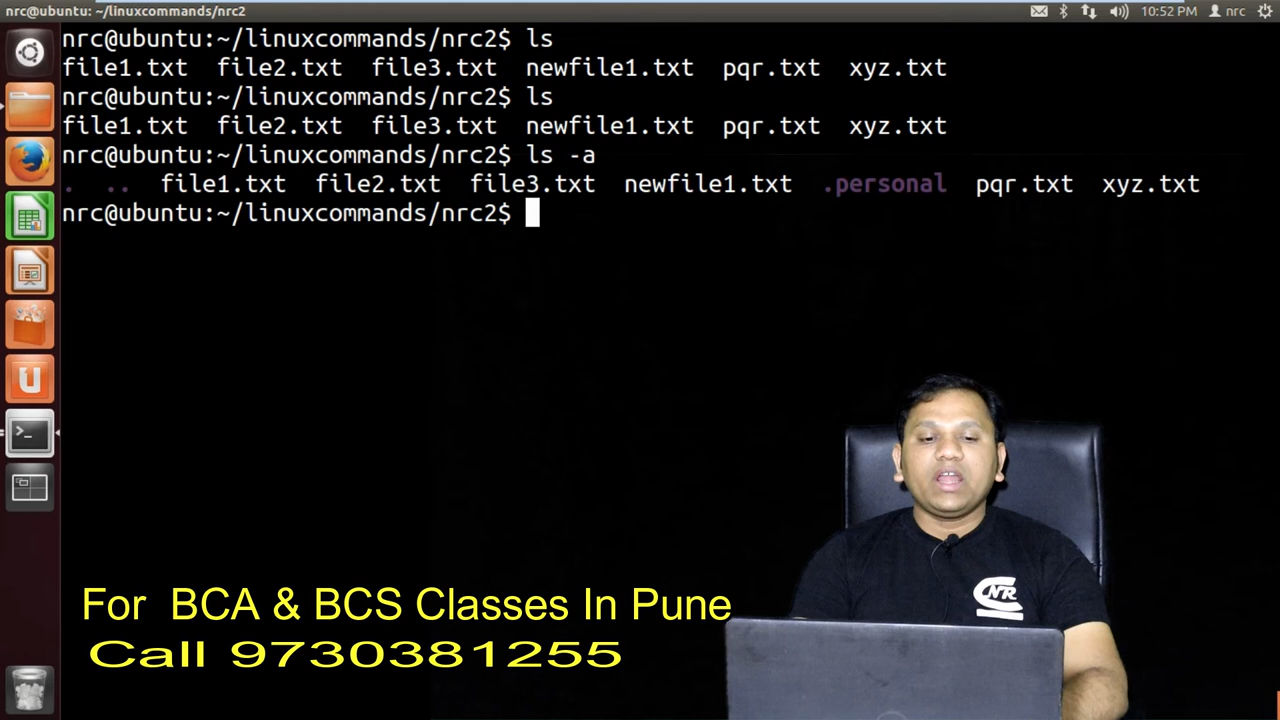 nrc@ubuntu: ~/linuxcommands/nrc2
10:52 PM nrc
nrc@ubuntu:~/linuxcommands/nrc2$ ls
file1.txt file2.txt file3.txt newfile1.txt pqr.txt xyz.txt
nrc@ubuntu:~/linuxcommands/nrc2$ ls
file1.txt file2.txt file3.txt newfile1.txt pqr.txt xyz.txt
nrc@ubuntu:~/linuxcommands/nrc2$ ls -a
. .. file1.txt file2.txt file3.txt newfile1.txt .personal pqr.txt xyz.txt
nrc@ubuntu:~/linuxcommands/nrc2$
NR
For BCA & BCS Classes In Pune
Call 9730381255